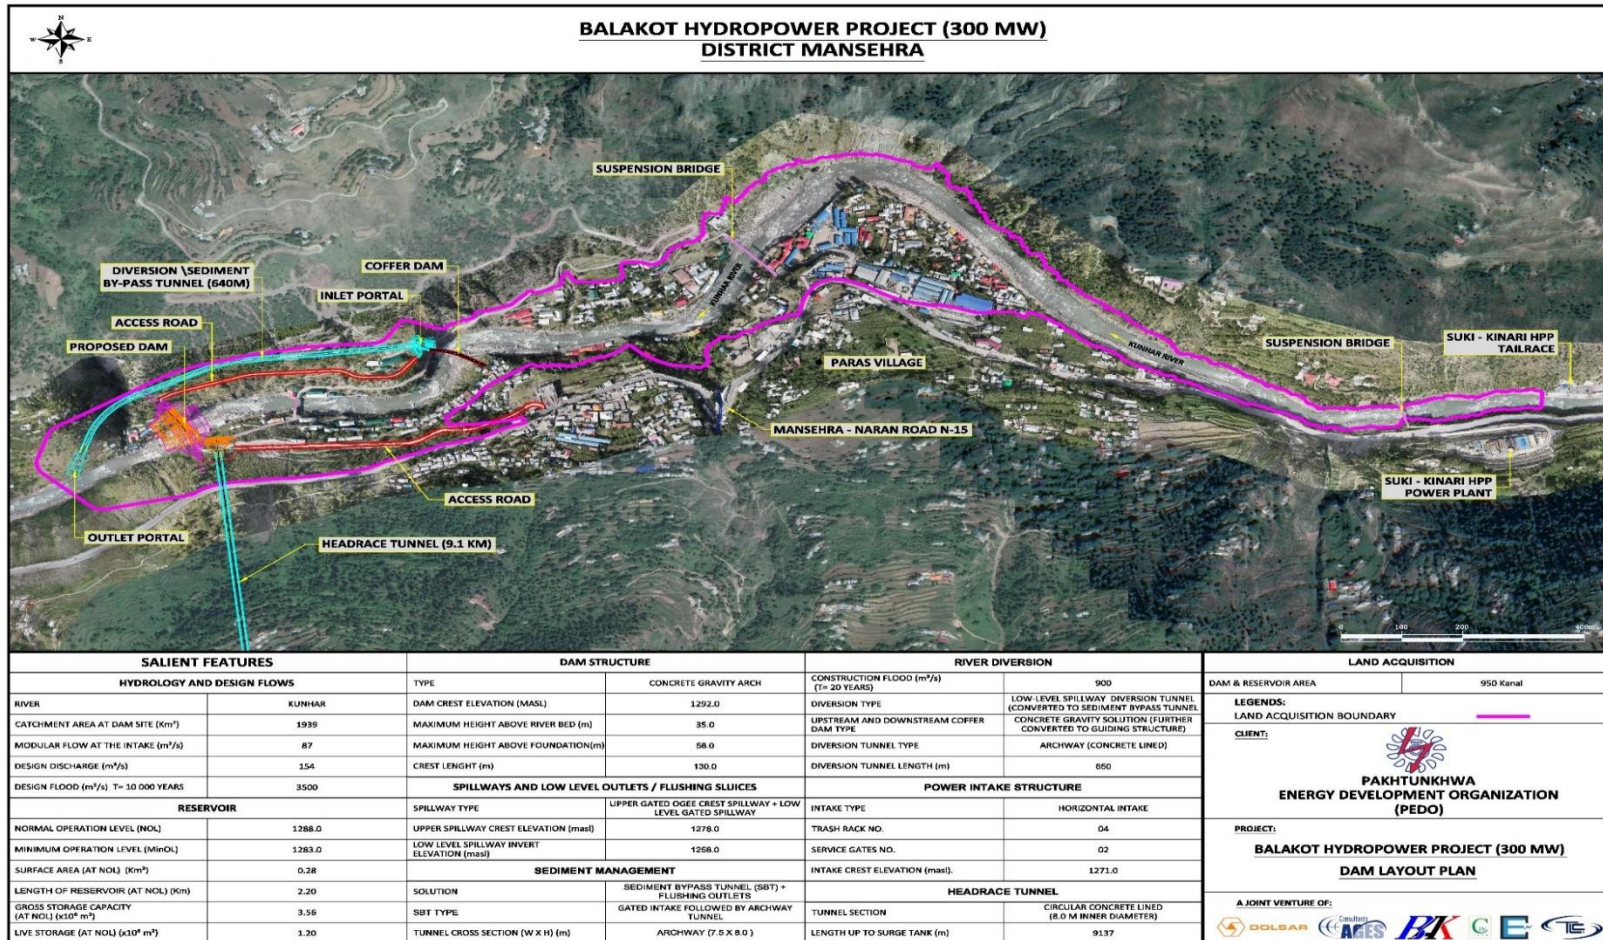 N
W
E
S
BALAKOT HYDROPOWER PROJECT (300 MW)
DISTRICT MANSEHRA
SUSPENSION BRIDGE
DIVERSION \SEDIMENT
BY-PASS TUNNEL (640M)
COFFER DAM
INLET PORTAL
ACCESS ROAD
PROPOSED DAM
KUNHAR RIVER
KUNHAR RIVER
SUSPENSION BRIDGE
SUKI - KINARI HPP
TAILRACE
PARAS VILLAGE
MANSEHRA - NARAN ROAD N-15
SUKI - KINARI HPP
POWER PLANT
ACCESS ROAD
OUTLET PORTAL
HEADRACE TUNNEL (9.1 KM)
0 100 200
SALIENT FEATURES
HYDROLOGY AND DESIGN FLOWS
RIVER KUNHAR
CATCHMENT AREA AT DAM SITE (Km²) 1939
MODULAR FLOW AT THE INTAKE (m³/s) 87
DESIGN DISCHARGE (m³/s) 154
DESIGN FLOOD (m³/s) T= 10 000 YEARS 3500
RESERVOIR
NORMAL OPERATION LEVEL (NOL) 1288.0
MINIMUM OPERATION LEVEL (MinOL) 1283.0
SURFACE AREA (AT NOL) (Km²) 0.28
LENGTH OF RESERVOIR (AT NOL) (Km) 2.20
GROSS STORAGE CAPACITY
(AT NOL) (x10⁶ m³) 3.56
LIVE STORAGE (AT NOL) (x10⁶ m³) 1.20
DAM STRUCTURE
TYPE CONCRETE GRAVITY ARCH
DAM CREST ELEVATION (MASL) 1292.0
MAXIMUM HEIGHT ABOVE RIVER BED (m) 35.0
MAXIMUM HEIGHT ABOVE FOUNDATION(m) 58.0
CREST LENGHT (m) 130.0
SPILLWAYS AND LOW LEVEL OUTLETS / FLUSHING SLUICES
SPILLWAY TYPE UPPER GATED OGEE CREST SPILLWAY + LOW
LEVEL GATED SPILLWAY
UPPER SPILLWAY CREST ELEVATION (masl) 1278.0
LOW LEVEL SPILLWAY INVERT
ELEVATION (masl) 1258.0
SEDIMENT MANAGEMENT
SOLUTION SEDIMENT BYPASS TUNNEL (SBT) +
FLUSHING OUTLETS
SBT TYPE GATED INTAKE FOLLOWED BY ARCHWAY
TUNNEL
TUNNEL CROSS SECTION (W X H) (m) ARCHWAY (7.5 X 8.0 )
RIVER DIVERSION
CONSTRUCTION FLOOD (m³/s)
(T= 20 YEARS) 900
DIVERSION TYPE LOW-LEVEL SPILLWAY DIVERSION TUNNEL
(CONVERTED TO SEDIMENT BYPASS TUNNEL
UPSTREAM AND DOWNSTREAM COFFER
DAM TYPE CONCRETE GRAVITY SOLUTION (FURTHER
CONVERTED TO GUIDING STRUCTURE)
DIVERSION TUNNEL TYPE ARCHWAY (CONCRETE LINED)
DIVERSION TUNNEL LENGTH (m) 660
POWER INTAKE STRUCTURE
INTAKE TYPE HORIZONTAL INTAKE
TRASH RACK NO. 04
SERVICE GATES NO. 02
INTAKE CREST ELEVATION (masl). 1271.0
HEADRACE TUNNEL
TUNNEL SECTION CIRCULAR CONCRETE LINED
(8.0 M INNER DIAMETER)
LENGTH UP TO SURGE TANK (m) 9137
LAND ACQUISITION
DAM & RESERVOIR AREA 950 Kanal
LEGENDS:
LAND ACQUISITION BOUNDARY
CLIENT:
PAKHTUNKHWA
ENERGY DEVELOPMENT ORGANIZATION
(PEDO)
PROJECT:
BALAKOT HYDROPOWER PROJECT (300 MW)
DAM LAYOUT PLAN
A JOINT VENTURE OF:
DOLSAR
Consultants
AGES
BAK